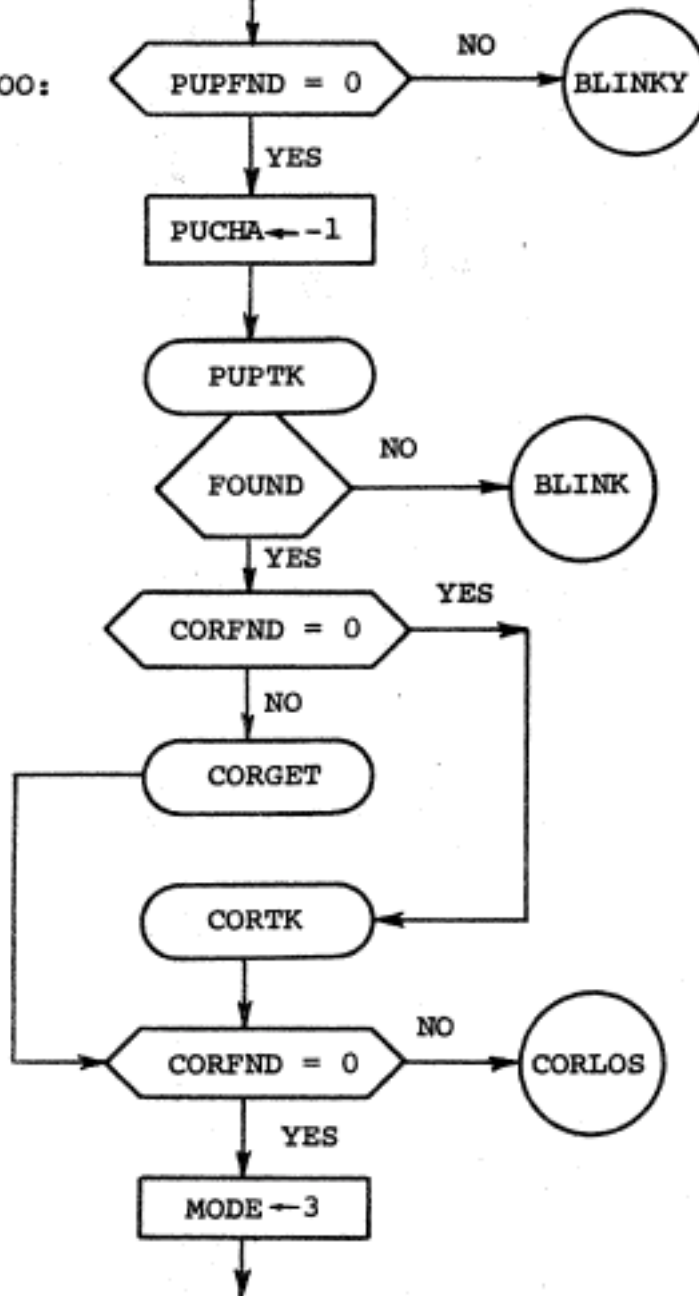 NO
OO: PUPFND = 0 BLINKY
YES
PUCHA←-1
PUPTK
NO
FOUND BLINK
YES
YES
CORFND = 0
NO
CORGET
CORTK
NO
CORFND = 0 CORLOS
YES
MODE←3